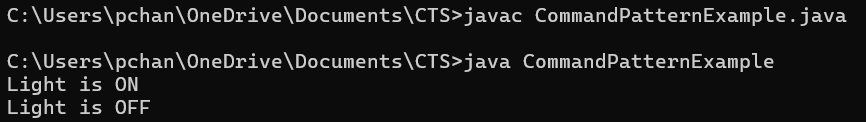 C:\Users\pchan\OneDrive\Documents\CTS>javac CommandPatternExample.java
C:\Users\pchan\OneDrive\Documents\CTS>java CommandPatternExample
Light is ON
Light is OFF